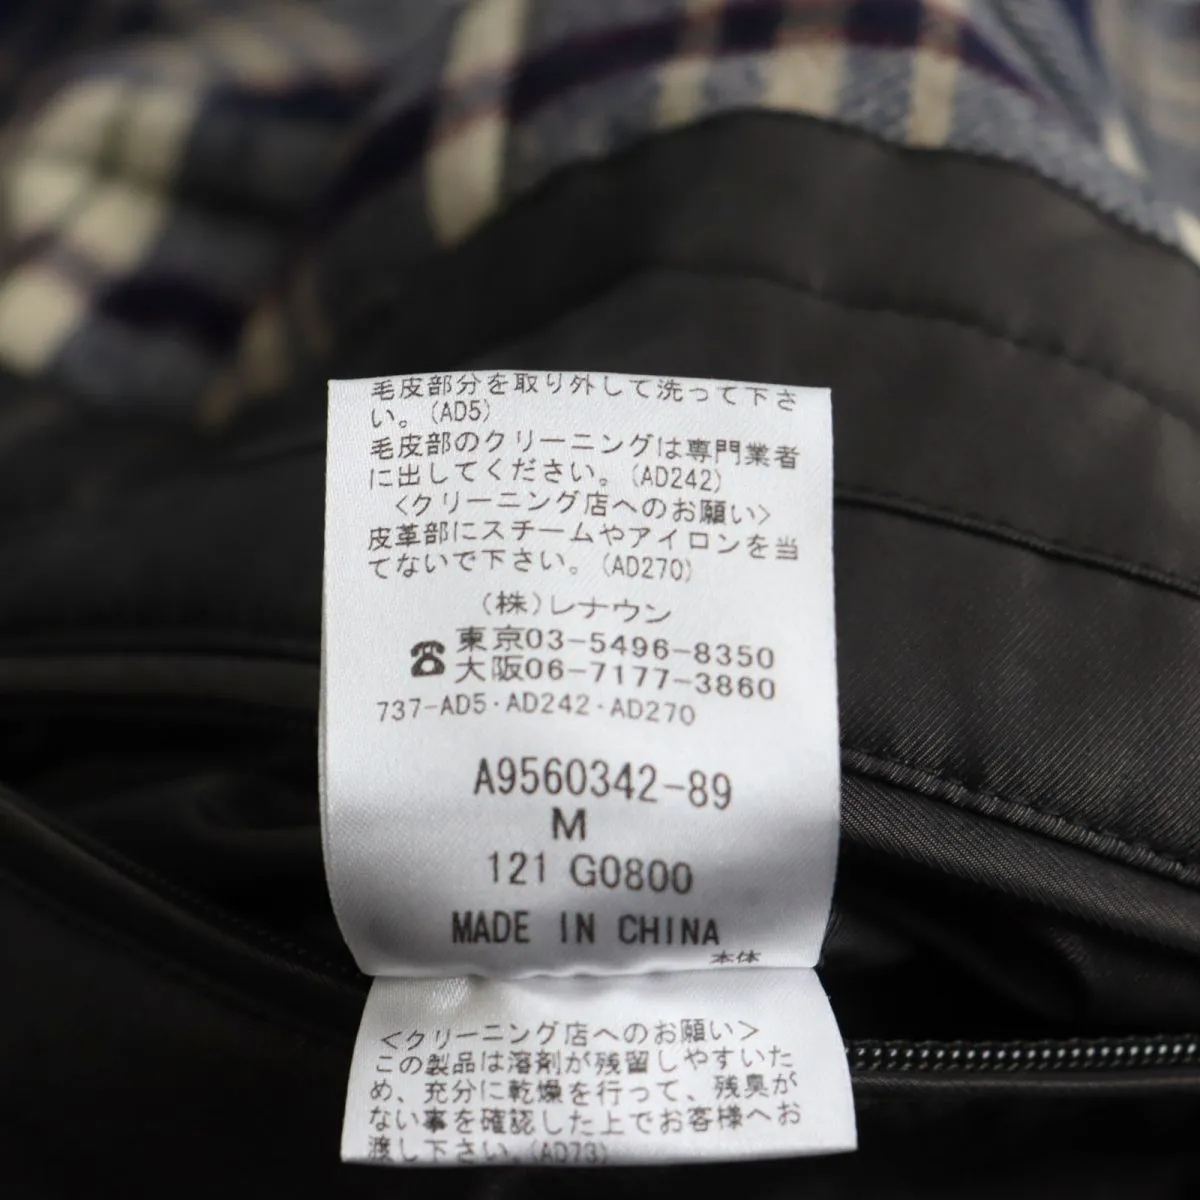 毛皮部分を取り外して洗って下さ
い。(AD5)
毛皮部のクリーニングは専門業者
に出してください。(AD242)
<クリーニング店へのお願い>
皮革部にスチームやアイロンを当
てないで下さい。(AD270)
(株)レナウン
東京03-5496-8350
大阪06-7177-3860
737-AD5・AD242・AD270
A9560342-89
M
121 G0800
MADE IN CHINA
本体
<クリーニング店へのお願い>
この製品は溶剤が残留しやすいた
め、充分に乾燥を行って、残臭が
ない事を確認した上でお客様へお
渡し下さい。(AD73)